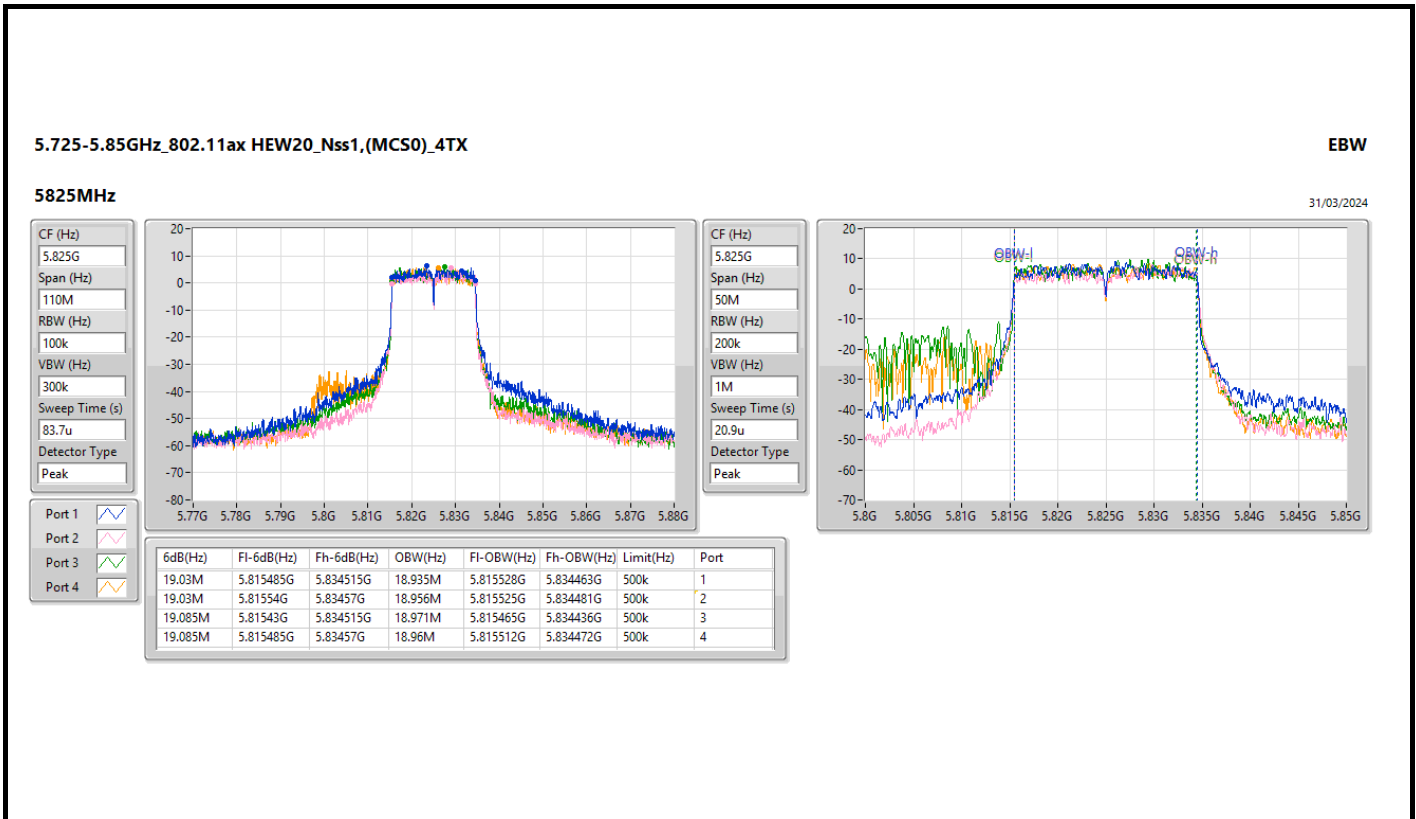 5.725-5.85GHz_802.11ax HEW20_Nss1,(MCS0)_4TX EBW
5825MHz 31/03/2024
CF (Hz)
5.825G
Span (Hz)
110M
RBW (Hz)
100k
VBW (Hz)
300k
Sweep Time (s)
83.7u
Detector Type
Peak
20
10
0
-10
-20
-30
-40
-50
-60
-70
-80
5.77G 5.78G 5.79G 5.8G 5.81G 5.82G 5.83G 5.84G 5.85G 5.86G 5.87G 5.88G
CF (Hz)
5.825G
Span (Hz)
50M
RBW (Hz)
200k
VBW (Hz)
1M
Sweep Time (s)
20.9u
Detector Type
Peak
20
10
0
-10
-20
-30
-40
-50
-60
-70
OBW-l OBW-h
5.8G 5.805G 5.81G 5.815G 5.82G 5.825G 5.83G 5.835G 5.84G 5.845G 5.85G
Port 1
Port 2
Port 3
Port 4
6dB(Hz) Fl-6dB(Hz) Fh-6dB(Hz) OBW(Hz) Fl-OBW(Hz) Fh-OBW(Hz) Limit(Hz) Port
19.03M 5.815485G 5.834515G 18.935M 5.815528G 5.834463G 500k 1
19.03M 5.81554G 5.83457G 18.956M 5.815525G 5.834481G 500k 2
19.085M 5.81543G 5.834515G 18.971M 5.815465G 5.834436G 500k 3
19.085M 5.815485G 5.83457G 18.96M 5.815512G 5.834472G 500k 4